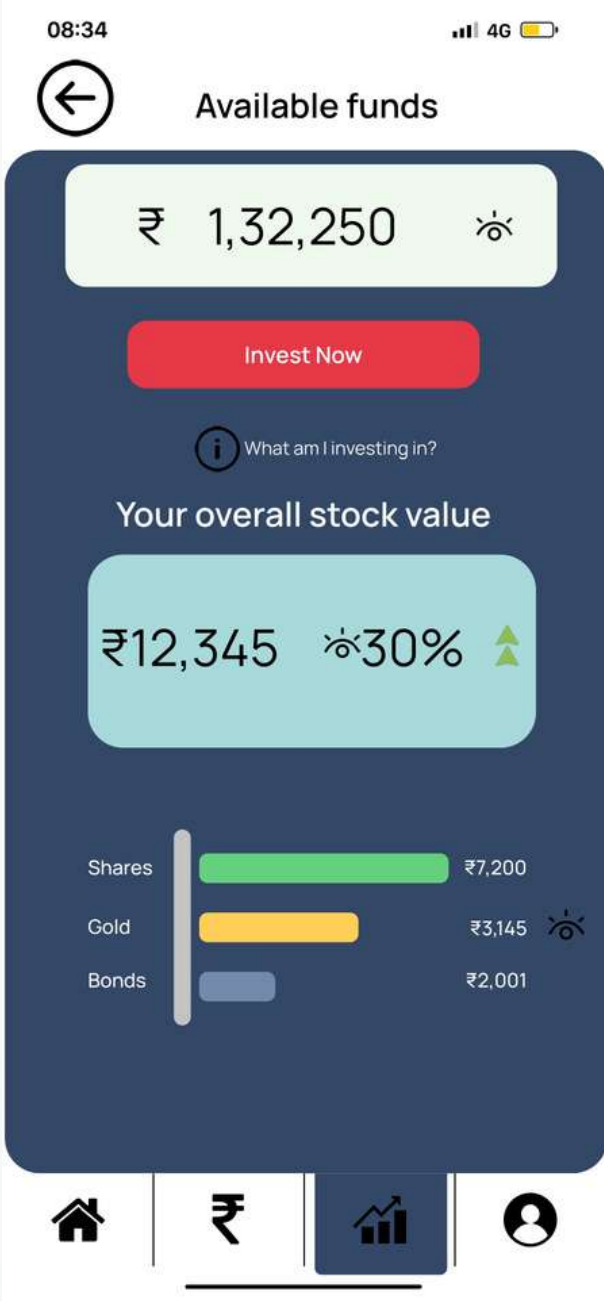 08:34 4G
Available funds
₹ 1,32,250
Invest Now
i What am I investing in?
Your overall stock value
₹12,345 30%
Shares ₹7,200
Gold ₹3,145
Bonds ₹2,001
₹